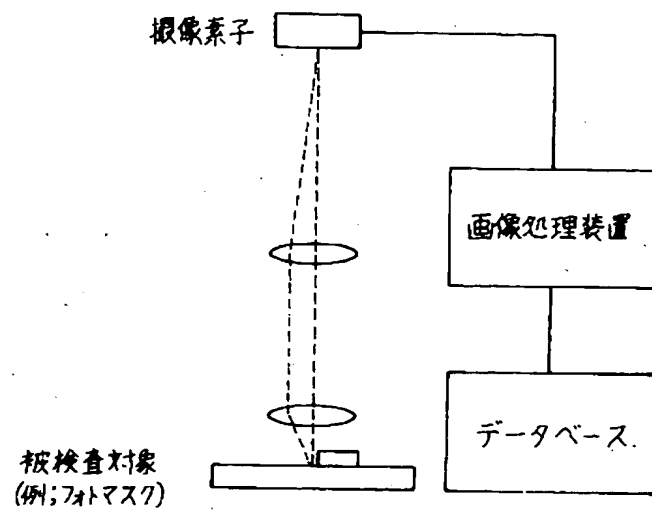 撮像素子
画像処理装置
データベース.
被検査対象
(例;フォトマスク)